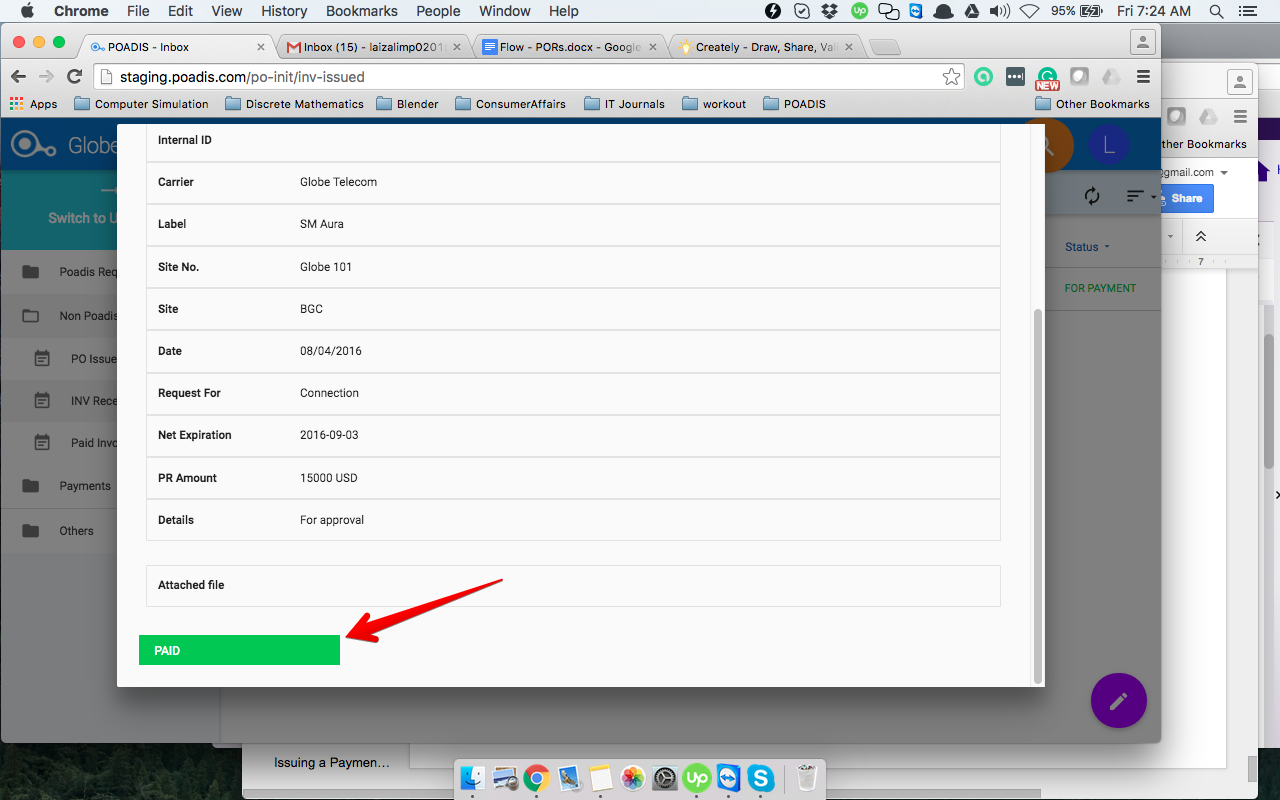 Chrome File Edit View History Bookmarks People Window Help 95% Fri 7:24 AM
POADIS - Inbox Inbox (15) - laizalimp0201 Flow - PORs.docx - Google Creately - Draw, Share, Vali
staging.poadis.com/po-init/inv-issued NEW
Apps Computer Simulation Discrete Mathematics Blender ConsumerAffairs IT Journals workout POADIS Other Bookmarks
ther Bookmarks
Globe L
@gmail.com
Share
Switch to U
Status
7
Poadis Req
FOR PAYMENT
Non Poadis
PO Issue
INV Rece
Paid Invo
Payments
Others
Internal ID
Carrier Globe Telecom
Label SM Aura
Site No. Globe 101
Site BGC
Date 08/04/2016
Request For Connection
Net Expiration 2016-09-03
PR Amount 15000 USD
Details For approval
Attached file
PAID
Issuing a Paymen...
Up